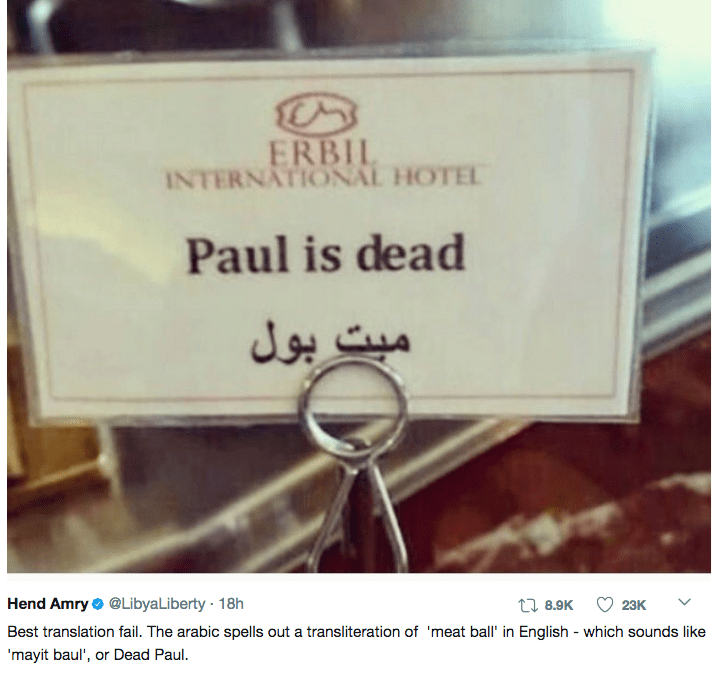 ERBIL
INTERNATIONAL HOTEL
Paul is dead
ميت بول
Hend Amry @LibyaLiberty · 18h
8.9K 23K
Best translation fail. The arabic spells out a transliteration of 'meat ball' in English - which sounds like
'mayit baul', or Dead Paul.